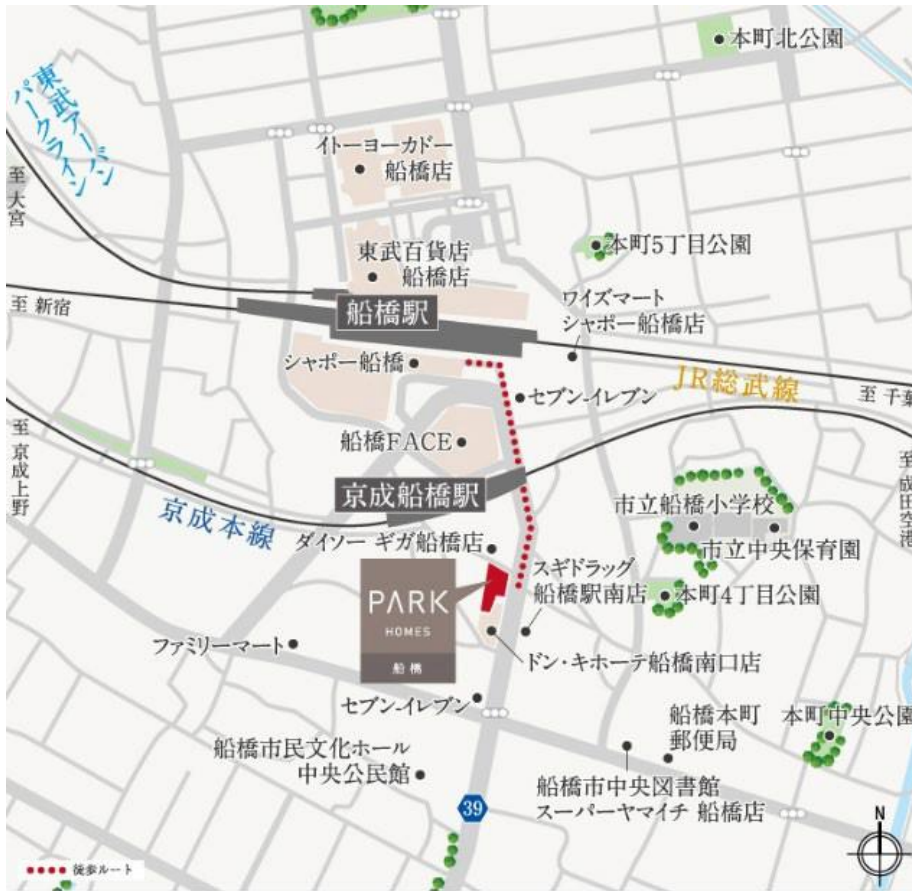 本町北公園
東武アーバン
パークライン
イトーヨーカドー
船橋店
至 大宮
東武百貨店
船橋店
本町5丁目公園
至 新宿
船橋駅
ワイズマート
シャポー船橋店
シャポー船橋
JR総武線
至 千葉
セブン-イレブン
至 京成上野
船橋FACE
至 成田空港
京成船橋駅
京成本線
市立船橋小学校
市立中央保育園
ダイソー ギガ船橋店
スギドラッグ
船橋駅南店
本町4丁目公園
PARK
HOMES
船橋
ファミリーマート
ドン・キホーテ船橋南口店
セブン-イレブン
船橋本町
郵便局
本町中央公園
船橋市民文化ホール
中央公民館
船橋市中央図書館
スーパーヤマイチ 船橋店
39
N
徒歩ルート